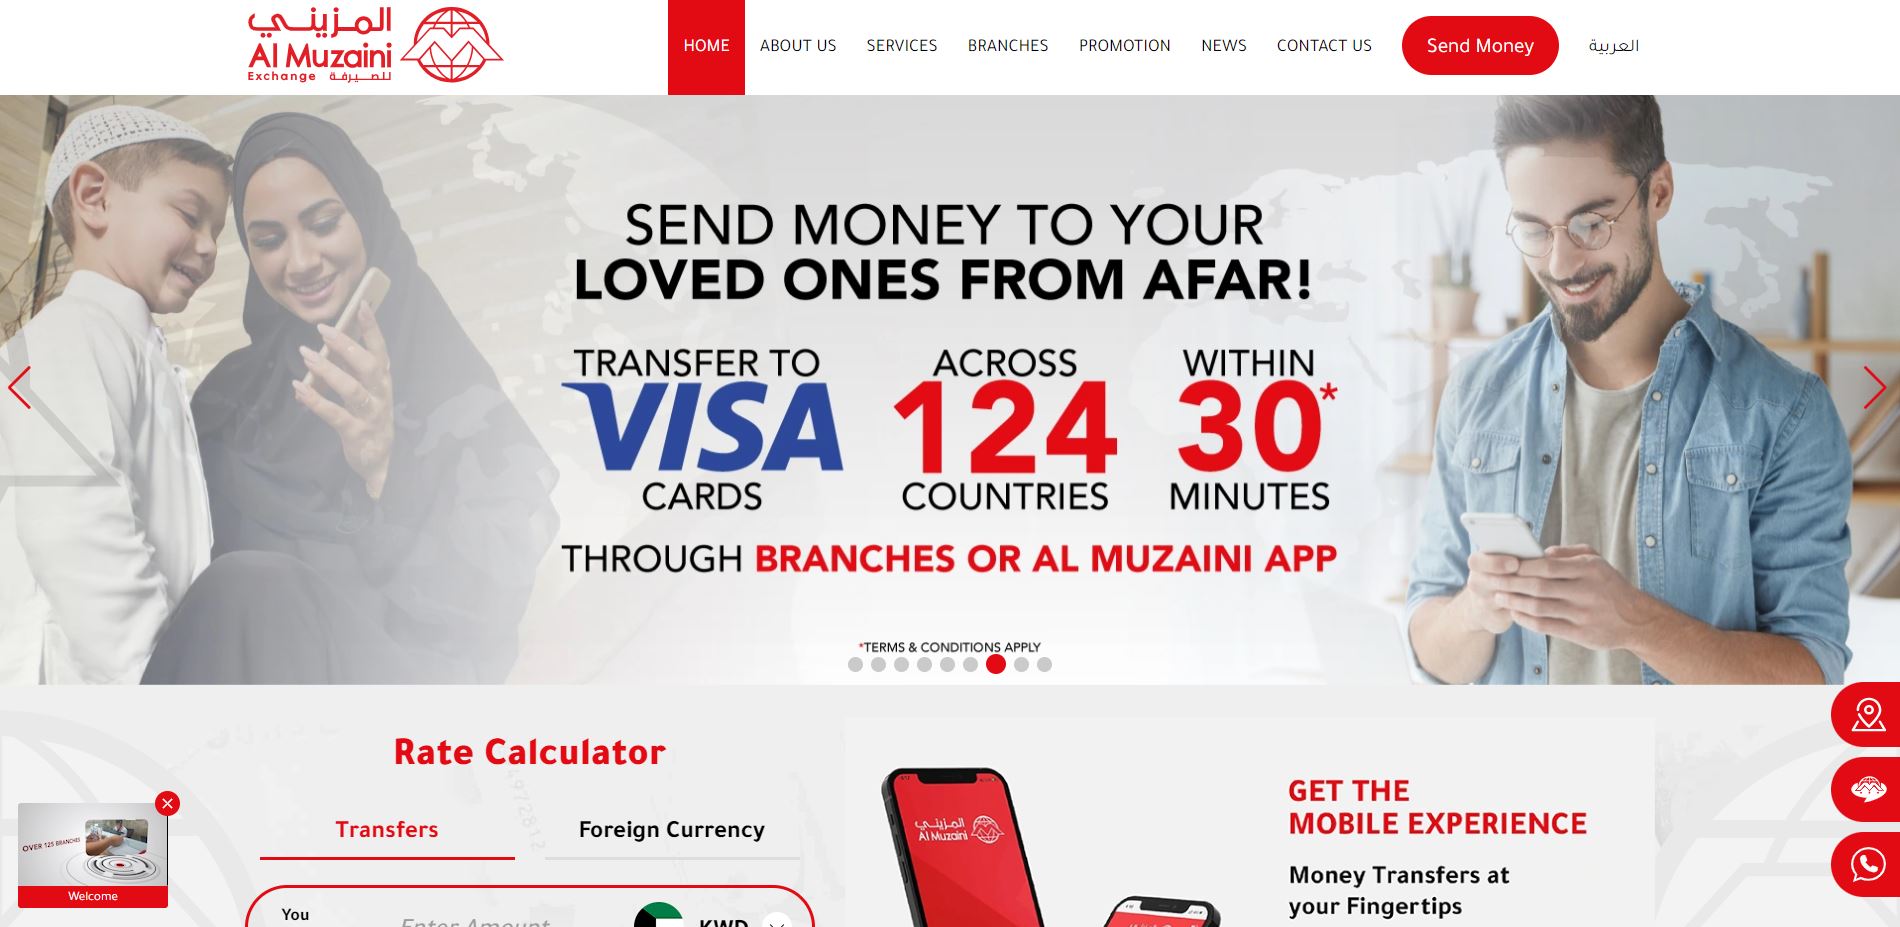 المزيني
Al Muzaini
Exchange للصيرفة
HOME
ABOUT US
SERVICES
BRANCHES
PROMOTION
NEWS
CONTACT US
Send Money
العربية
SEND MONEY TO YOUR
LOVED ONES FROM AFAR!
TRANSFER TO
VISA
CARDS
ACROSS
124
COUNTRIES
WITHIN
30*
MINUTES
THROUGH BRANCHES OR AL MUZAINI APP
*TERMS & CONDITIONS APPLY
Rate Calculator
Transfers
Foreign Currency
You
Enter Amount
KWD
OVER 125 BRANCHES
Welcome
المزيني
Al Muzaini
GET THE
MOBILE EXPERIENCE
Money Transfers at
your Fingertips